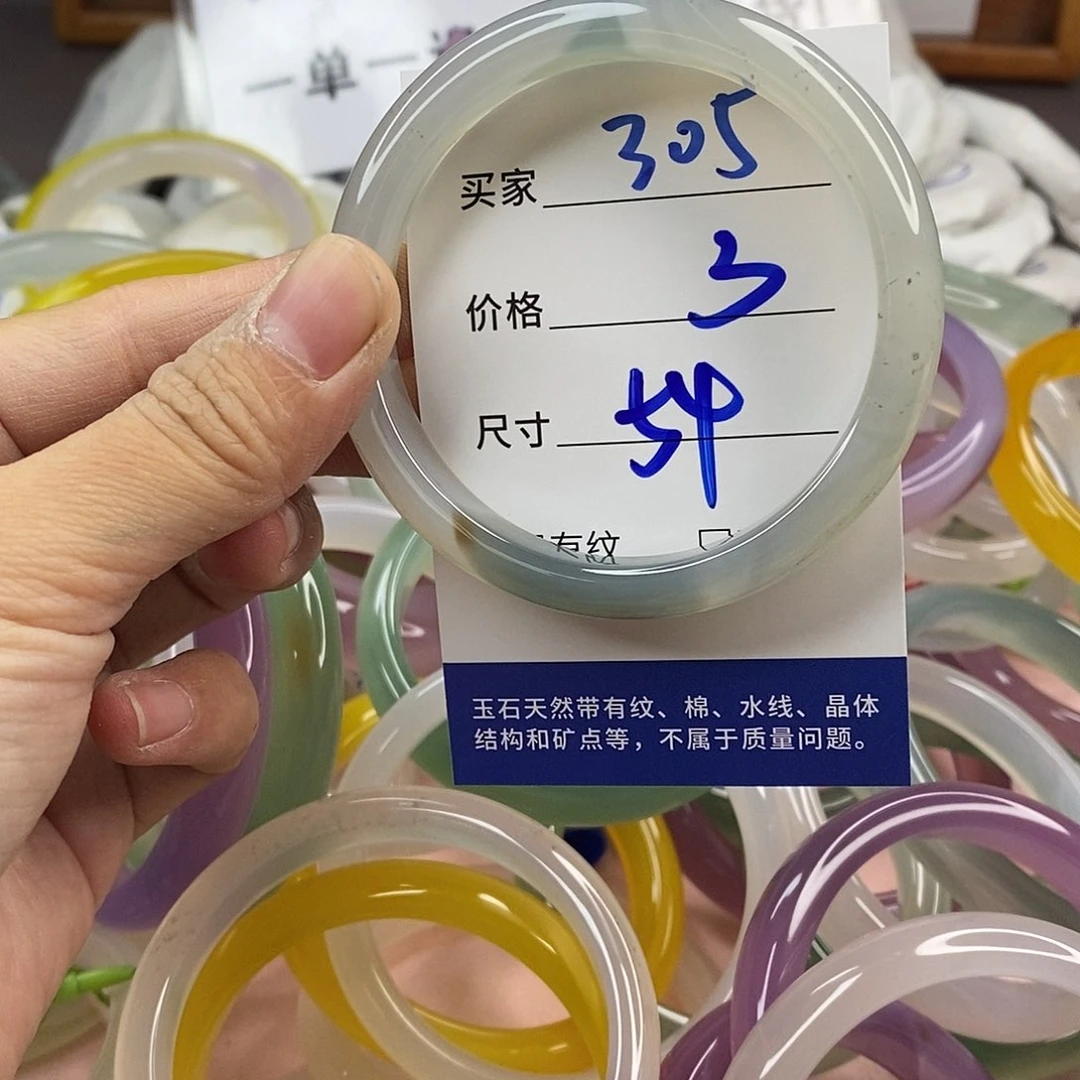 一单一
买家 305
价格 3
尺寸 54
有纹
玉石天然带有纹、棉、水线、晶体
结构和矿点等，不属于质量问题。